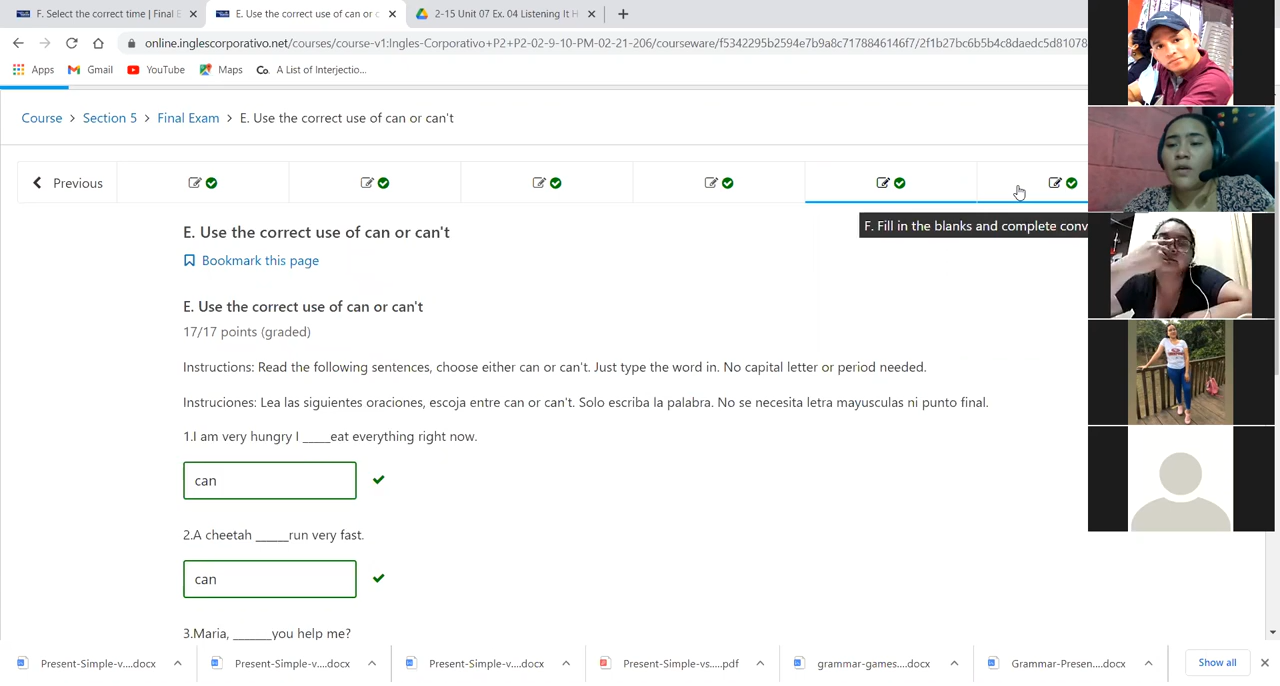 F. Select the correct time | Final E
E. Use the correct use of can or c
2-15 Unit 07 Ex. 04 Listening It H
online.inglescorporativo.net/courses/course-v1:Ingles-Corporativo+P2+P2-02-9-10-PM-02-21-206/courseware/f5342295b2594e7b9a8c7178846146f7/2f1b27bc6b5b4c8daedc5d81078
Apps
Gmail
YouTube
Maps
Co. A List of Interjectio...
Course > Section 5 > Final Exam > E. Use the correct use of can or can't
Previous
F. Fill in the blanks and complete conv
E. Use the correct use of can or can't
Bookmark this page
E. Use the correct use of can or can't
17/17 points (graded)
Instructions: Read the following sentences, choose either can or can't. Just type the word in. No capital letter or period needed.
Instruciones: Lea las siguientes oraciones, escoja entre can or can't. Solo escriba la palabra. No se necesita letra mayusculas ni punto final.
1.I am very hungry I _____eat everything right now.
can
2.A cheetah ______run very fast.
can
3.Maria, _______you help me?
Present-Simple-v....docx
Present-Simple-v....docx
Present-Simple-v....docx
Present-Simple-vs.....pdf
grammar-games....docx
Grammar-Presen....docx
Show all